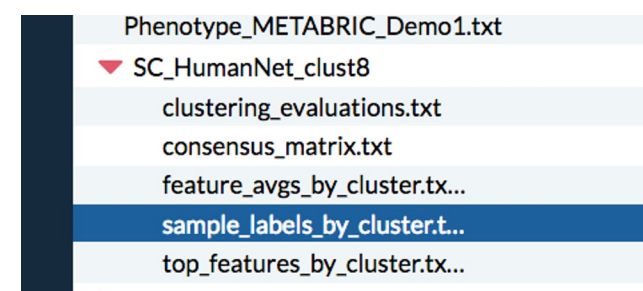 Phenotype_METABRIC_Demo1.txt
SC_HumanNet_clust8
clustering_evaluations.txt
consensus_matrix.txt
feature_avgs_by_cluster.tx...
sample_labels_by_cluster.t...
top_features_by_cluster.tx...